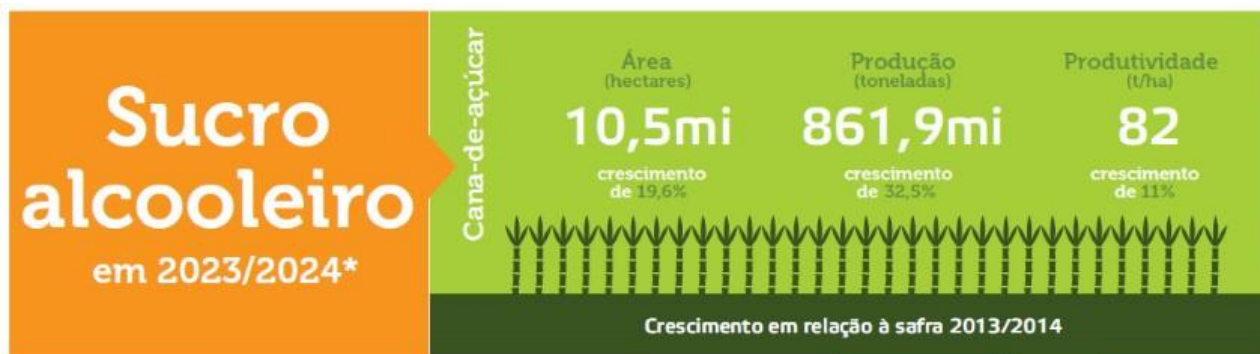 Sucro
alcooleiro
em 2023/2024*
Cana-de-açúcar
Área
(hectares)
10,5mi
crescimento
de 19,6%
Produção
(toneladas)
861,9mi
crescimento
de 32,5%
Produtividade
(t/ha)
82
crescimento
de 11%
Crescimento em relação à safra 2013/2014